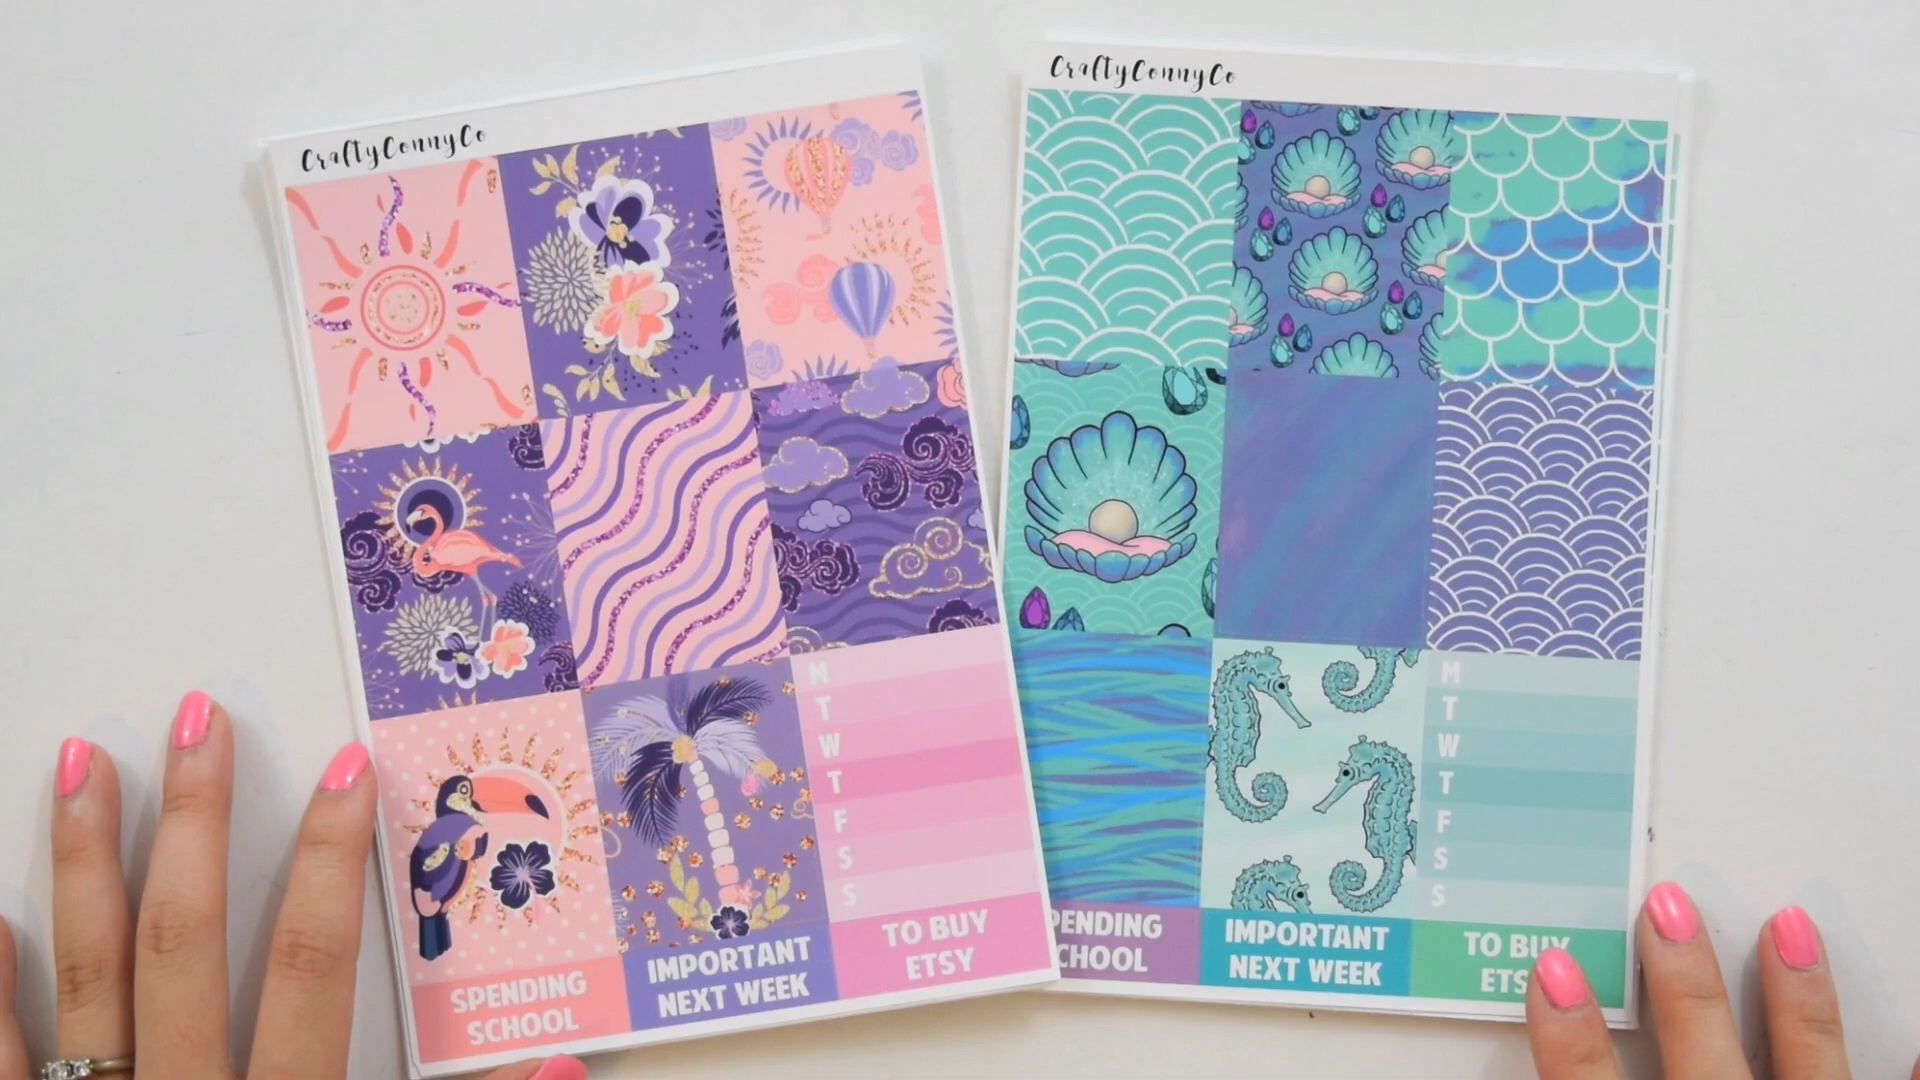 CraftyConnyCo
M
T
W
T
F
S
S
SPENDING
SCHOOL
IMPORTANT
NEXT WEEK
TO BUY
ETSY
CraftyConnyCo
M
T
W
T
F
S
S
PENDING
CHOOL
IMPORTANT
NEXT WEEK
TO BUY
ETS